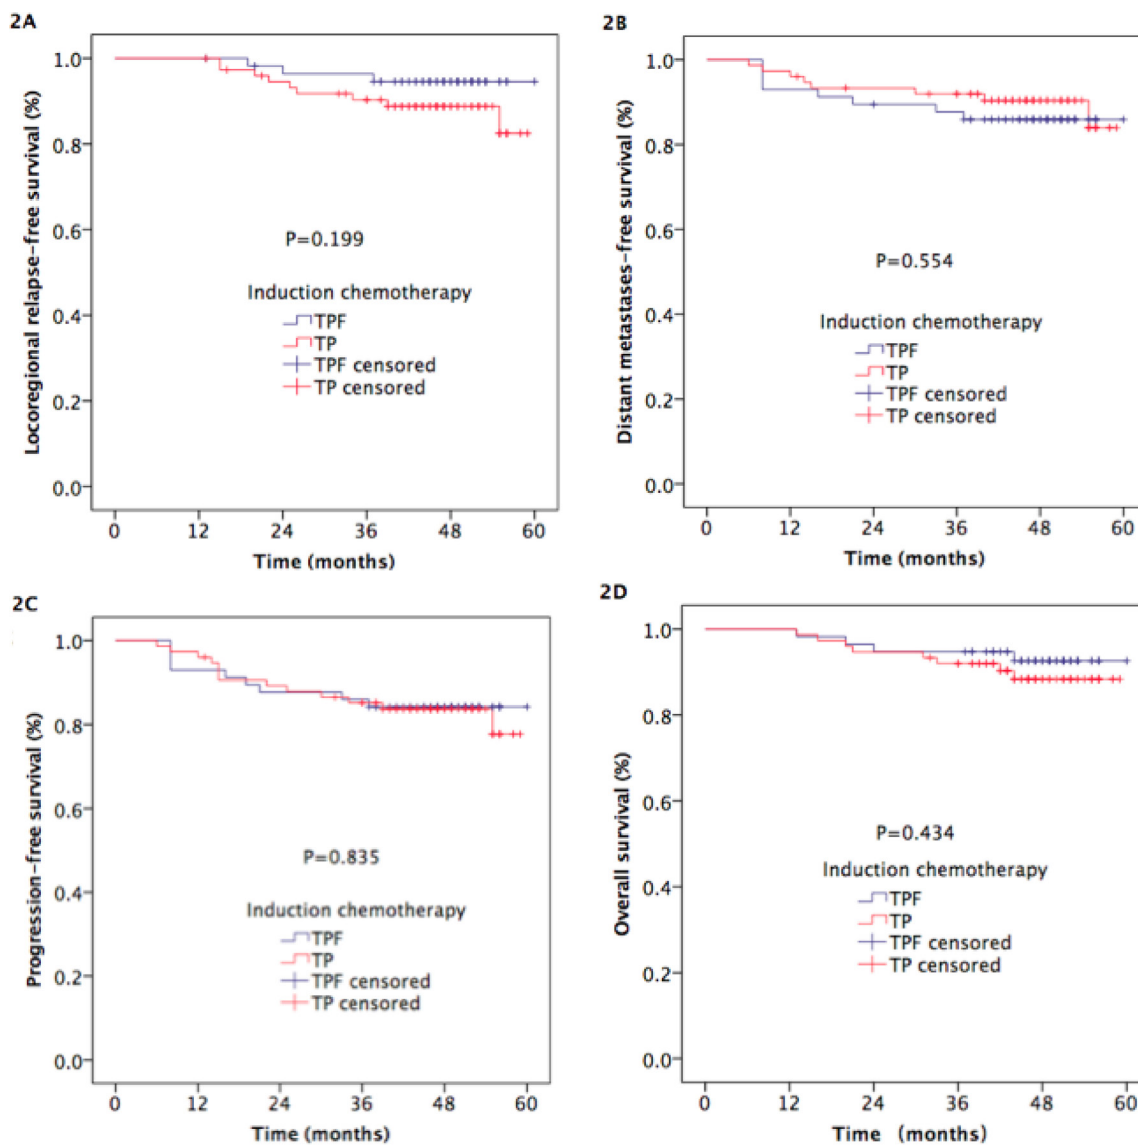 2A
Locoregional relapse-free survival (%)
1.0
0.8
0.6
0.4
0.2
0.0
P=0.199
Induction chemotherapy
TPF
TP
TPF censored
TP censored
0 12 24 36 48 60
Time (months)
2B
Distant metastases-free survival (%)
1.0
0.8
0.6
0.4
0.2
0.0
P=0.554
Induction chemotherapy
TPF
TP
TPF censored
TP censored
0 12 24 36 48 60
Time (months)
2C
Progression-free survival (%)
1.0
0.8
0.6
0.4
0.2
0.0
P=0.835
Induction chemotherapy
TPF
TP
TPF censored
TP censored
0 12 24 36 48 60
Time (months)
2D
Overall survival (%)
1.0
0.8
0.6
0.4
0.2
0.0
P=0.434
Induction chemotherapy
TPF
TP
TPF censored
TP censored
0 12 24 36 48 60
Time (months)